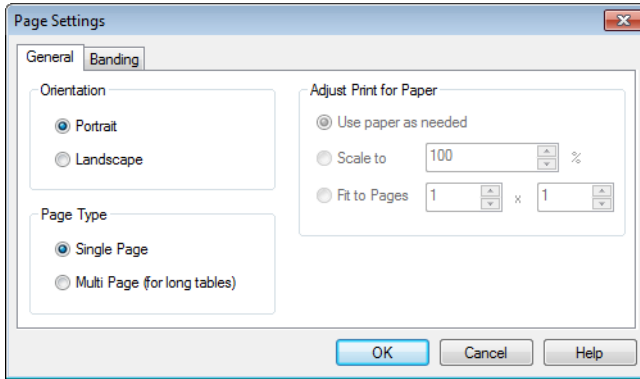 Page Settings
General Banding
Orientation
Portrait
Landscape
Page Type
Single Page
Multi Page (for long tables)
Adjust Print for Paper
Use paper as needed
Scale to 100 %
Fit to Pages 1 x 1
OK Cancel Help